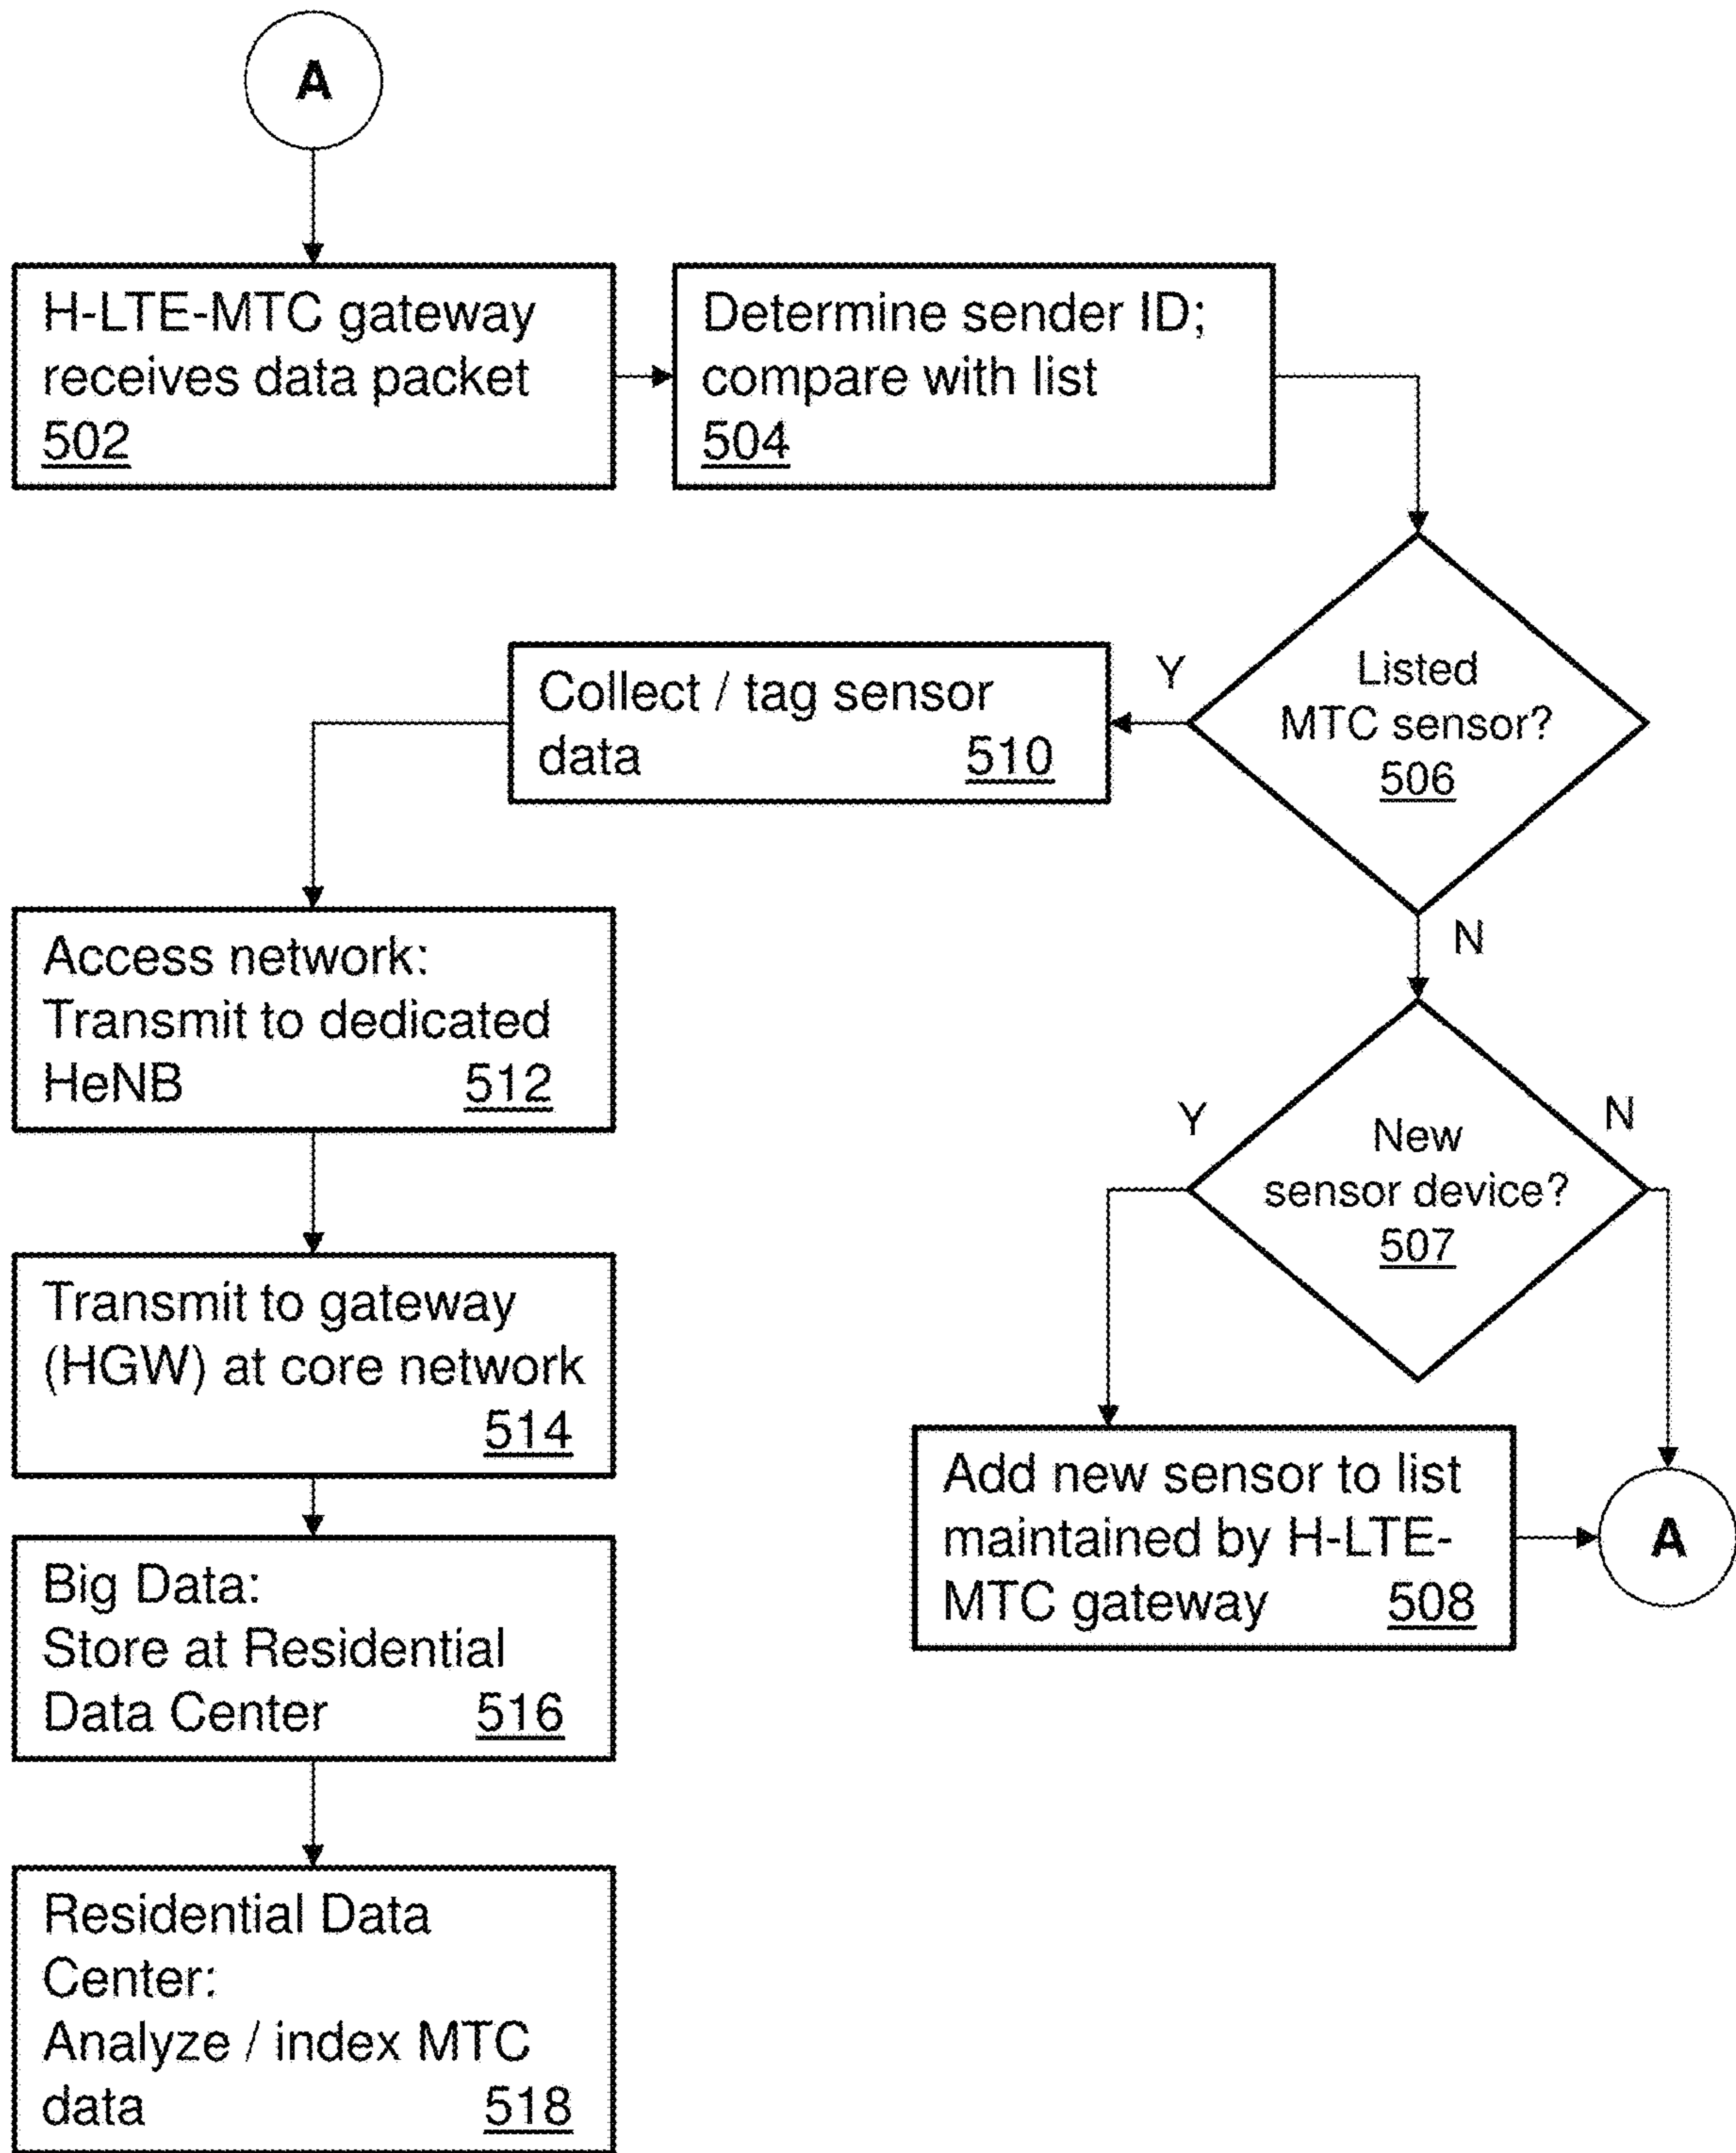 A
H-LTE-MTC gateway
receives data packet
502
Determine sender ID;
compare with list
504
Listed
MTC sensor?
506
Y
N
Collect / tag sensor
data 510
Access network:
Transmit to dedicated
HeNB 512
New
sensor device?
507
Y
N
Transmit to gateway
(HGW) at core network
514
Add new sensor to list
maintained by H-LTE-
MTC gateway 508
A
Big Data:
Store at Residential
Data Center 516
Residential Data
Center:
Analyze / index MTC
data 518